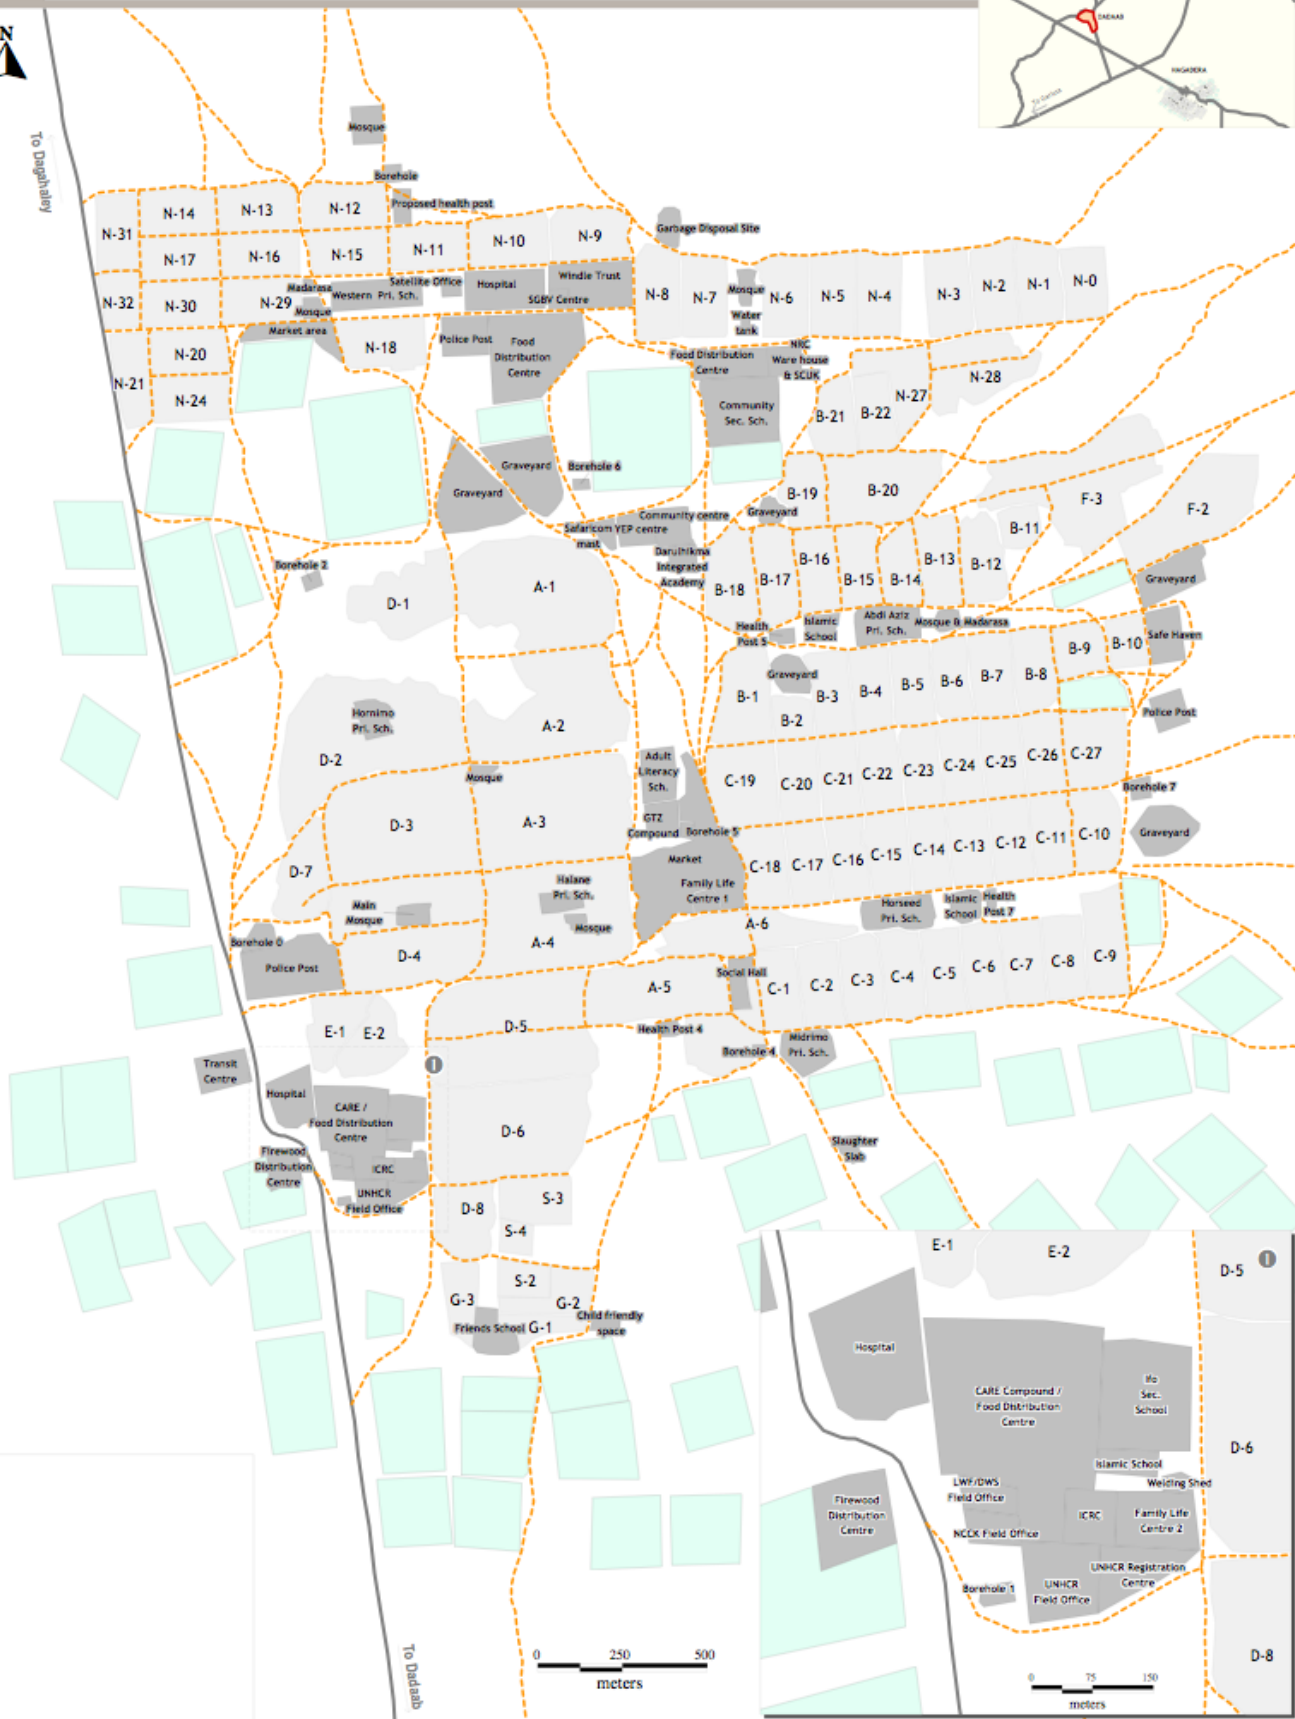 N
DADAAB
HAGADERA
To Garissa
To Dagahaley
Mosque
Borehole
Proposed health post
N-14
N-13
N-12
N-31
N-17
N-16
N-15
N-11
N-10
N-9
Garbage Disposal Site
N-32
N-30
N-29
Madarasa
Mosque
Western Pri. Sch.
Satellite Office
Hospital
Windle Trust
SGBV Centre
N-8
N-7
Mosque
Water
tank
N-6
N-5
N-4
N-3
N-2
N-1
N-0
Market area
N-20
N-21
N-24
N-18
Police Post
Food
Distribution
Centre
Food Distribution
Centre
NRC
Ware house
& SCUK
Community
Sec. Sch.
B-21
B-22
N-27
N-28
Graveyard
Graveyard
Borehole 6
B-19
B-20
Graveyard
F-3
F-2
Community centre
Safaricom
mast
YEP centre
Darulhikma
Integrated
Academy
B-18
B-17
B-16
B-15
B-14
B-13
B-12
B-11
Borehole 2
D-1
A-1
Graveyard
Health
Post 5
Islamic
School
Abdi Aziz
Pri. Sch.
Mosque & Madarasa
Safe Haven
Graveyard
B-1
B-2
B-3
B-4
B-5
B-6
B-7
B-8
B-9
B-10
Police Post
Hornimo
Pri. Sch.
D-2
A-2
Mosque
Adult
Literacy
Sch.
C-19
C-20
C-21
C-22
C-23
C-24
C-25
C-26
C-27
Borehole 7
D-3
A-3
GTZ
Compound
Borehole 5
Graveyard
D-7
Market
Family Life
Centre 1
C-18
C-17
C-16
C-15
C-14
C-13
C-12
C-11
C-10
Main
Mosque
Halane
Pri. Sch.
Mosque
A-6
Horseed
Pri. Sch.
Islamic
School
Health
Post 7
Borehole 0
Police Post
D-4
A-4
Social Hall
A-5
C-1
C-2
C-3
C-4
C-5
C-6
C-7
C-8
C-9
E-1
E-2
D-5
Health Post 4
Borehole 4
Midrimo
Pri. Sch.
Transit
Centre
Hospital
CARE /
Food Distribution
Centre
D-6
Slaughter
Slab
Firewood
Distribution
Centre
ICRC
UNHCR
Field Office
D-8
S-3
S-4
S-2
G-3
G-2
Friends School
G-1
Child friendly
space
0 250 500
meters
To Dadaab
E-1
E-2
D-5
Hospital
CARE Compound /
Food Distribution
Centre
Ifo
Sec.
School
D-6
Islamic School
Welding Shed
LWF/DWS
Field Office
ICRC
Family Life
Centre 2
Firewood
Distribution
Centre
NCCK Field Office
UNHCR Registration
Centre
Borehole 1
UNHCR
Field Office
D-8
0 75 150
meters